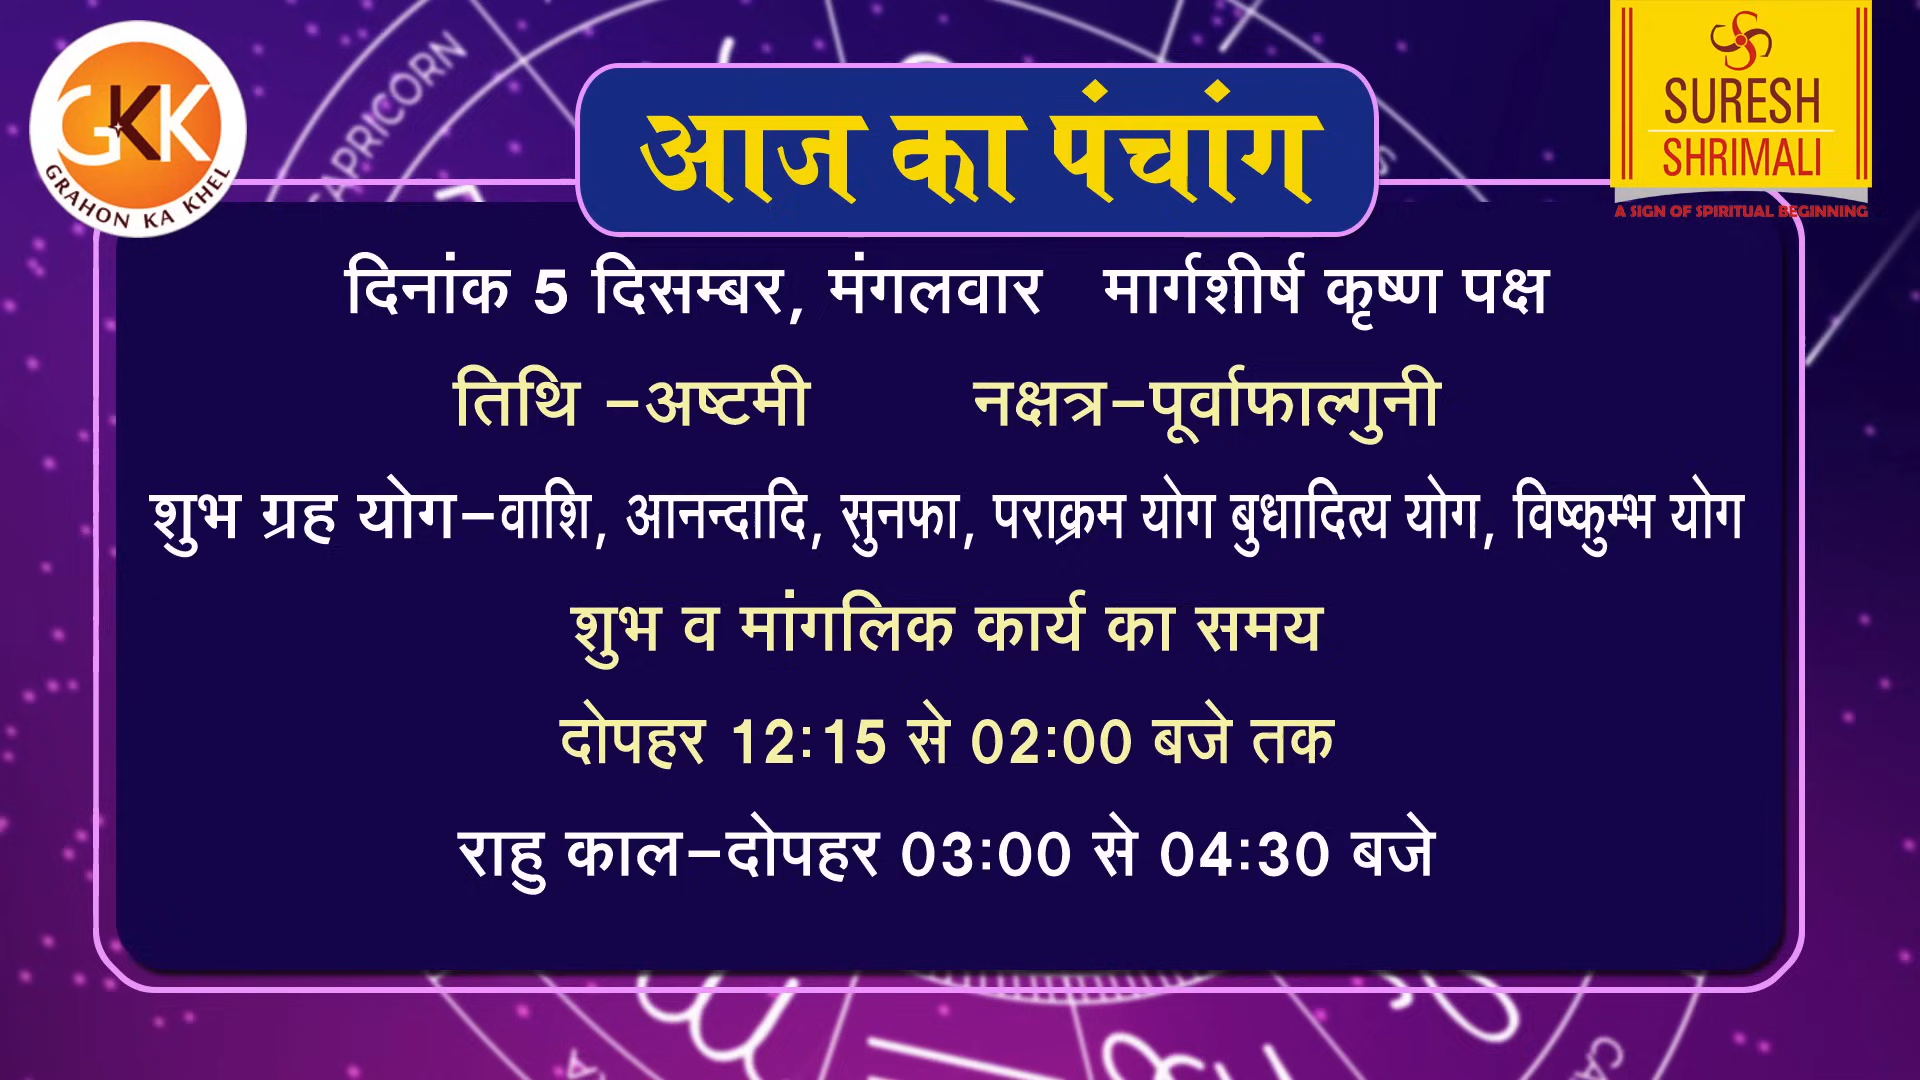 GKK
GRAHON KA KHEL
CAPRICORN
SURESH
SHRIMALI
A SIGN OF SPIRITUAL BEGINNING
आज का पंचांग
दिनांक 5 दिसम्बर, मंगलवार मार्गशीर्ष कृष्ण पक्ष
तिथि -अष्टमी नक्षत्र-पूर्वाफाल्गुनी
शुभ ग्रह योग-वाशि, आनन्दादि, सुनफा, पराक्रम योग बुधादित्य योग, विष्कुम्भ योग
शुभ व मांगलिक कार्य का समय
दोपहर 12:15 से 02:00 बजे तक
राहु काल-दोपहर 03:00 से 04:30 बजे